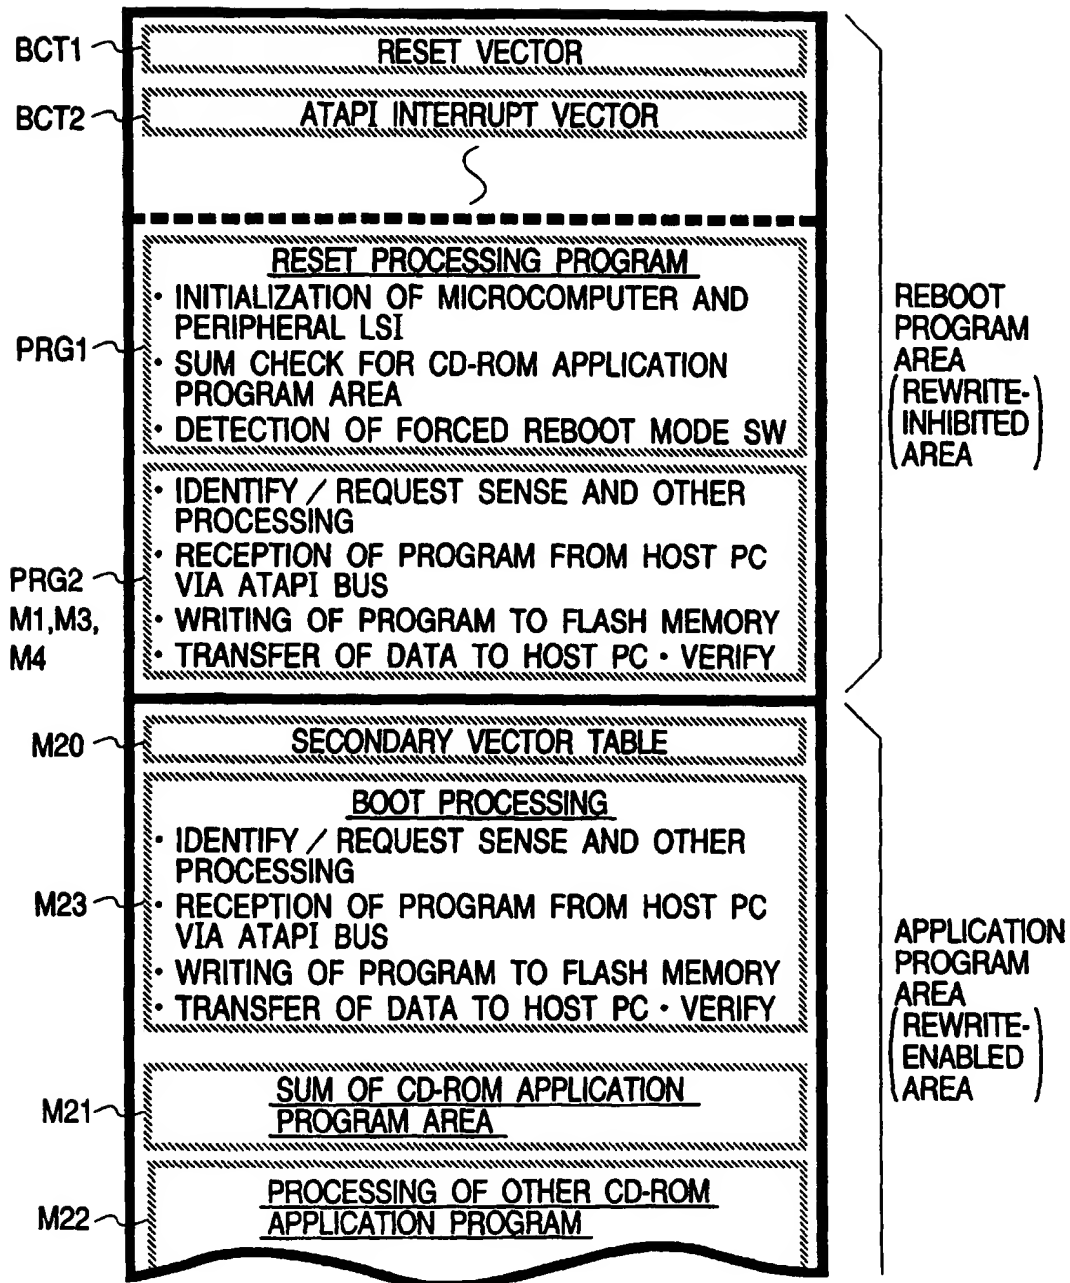 BCT1
RESET VECTOR
BCT2
ATAPI INTERRUPT VECTOR
PRG1
RESET PROCESSING PROGRAM
・INITIALIZATION OF MICROCOMPUTER AND
PERIPHERAL LSI
・SUM CHECK FOR CD-ROM APPLICATION
PROGRAM AREA
・DETECTION OF FORCED REBOOT MODE SW
PRG2
M1,M3,
M4
・IDENTIFY / REQUEST SENSE AND OTHER
PROCESSING
・RECEPTION OF PROGRAM FROM HOST PC
VIA ATAPI BUS
・WRITING OF PROGRAM TO FLASH MEMORY
・TRANSFER OF DATA TO HOST PC・VERIFY
REBOOT
PROGRAM
AREA
(REWRITE-
INHIBITED
AREA)
M20
SECONDARY VECTOR TABLE
M23
BOOT PROCESSING
・IDENTIFY / REQUEST SENSE AND OTHER
PROCESSING
・RECEPTION OF PROGRAM FROM HOST PC
VIA ATAPI BUS
・WRITING OF PROGRAM TO FLASH MEMORY
・TRANSFER OF DATA TO HOST PC・VERIFY
M21
SUM OF CD-ROM APPLICATION
PROGRAM AREA
M22
PROCESSING OF OTHER CD-ROM
APPLICATION PROGRAM
APPLICATION
PROGRAM
AREA
(REWRITE-
ENABLED
AREA)